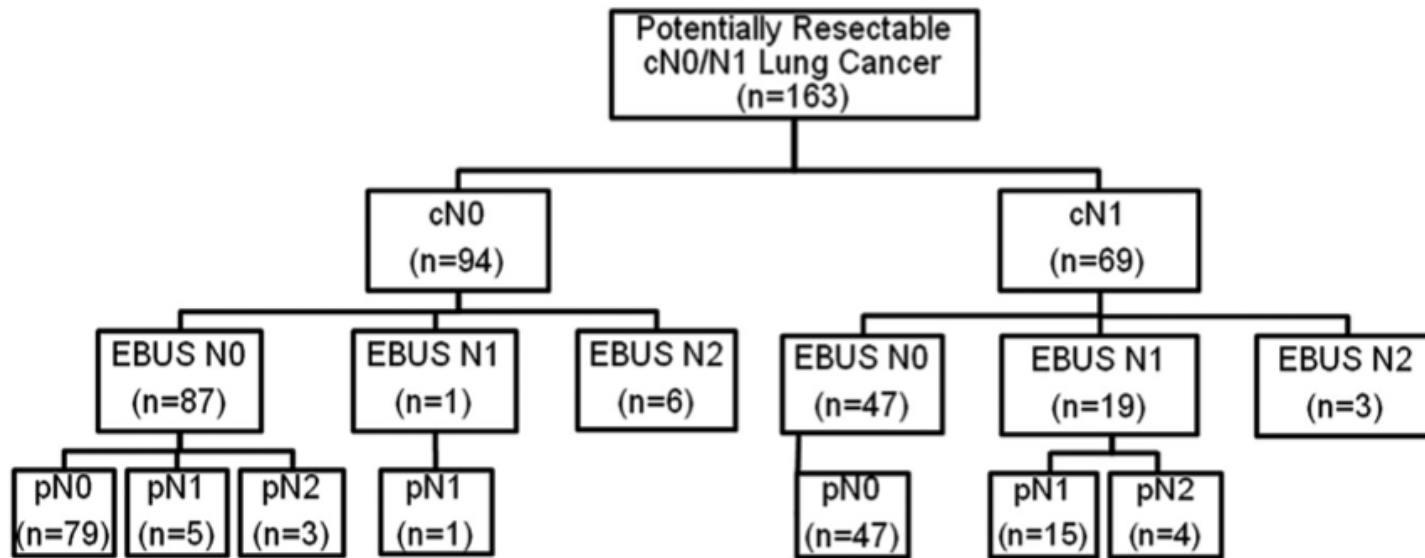 Potentially Resectable
cN0/N1 Lung Cancer
(n=163)
cN0
(n=94)
cN1
(n=69)
EBUS N0
(n=87)
EBUS N1
(n=1)
EBUS N2
(n=6)
EBUS N0
(n=47)
EBUS N1
(n=19)
EBUS N2
(n=3)
pN0
(n=79)
pN1
(n=5)
pN2
(n=3)
pN1
(n=1)
pN0
(n=47)
pN1
(n=15)
pN2
(n=4)